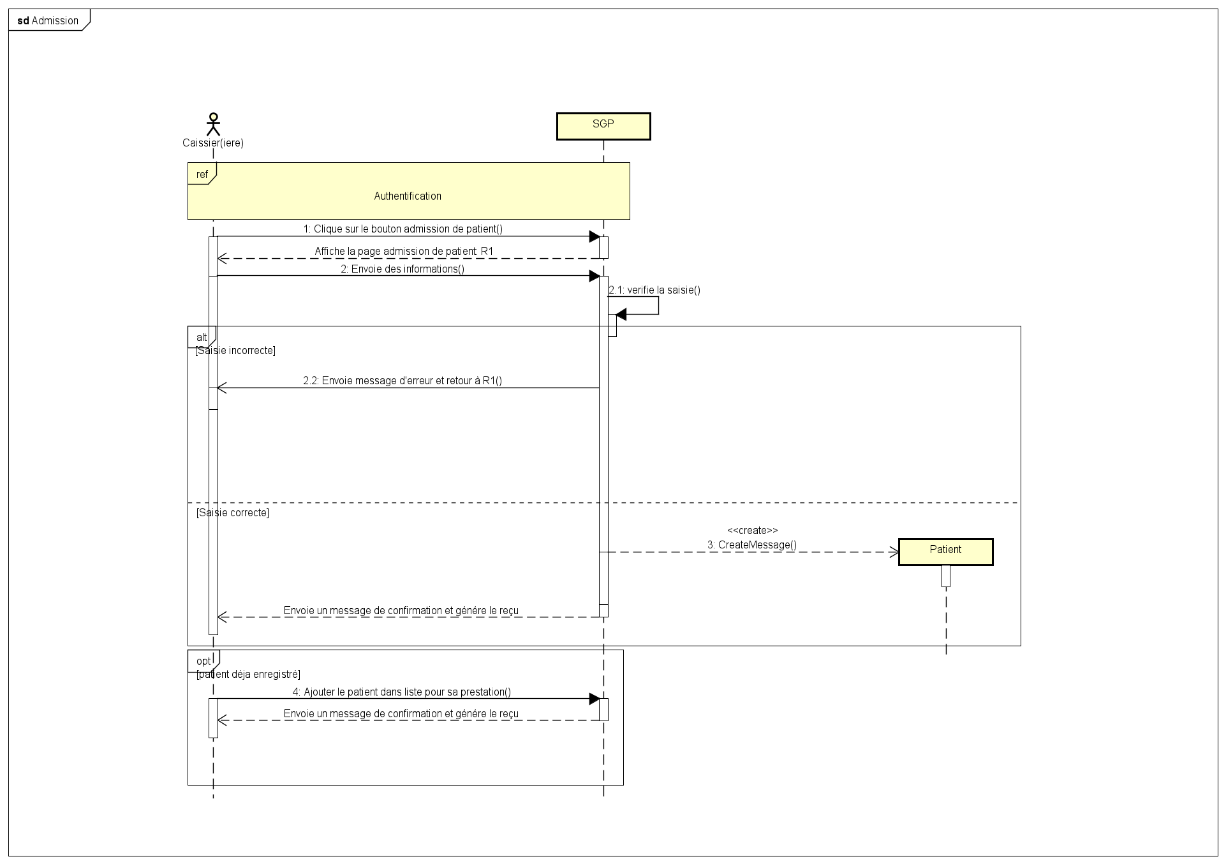 sd Admission
Caissier(iere)
SGP
ref
Authentification
1: Clique sur le bouton admission de patient()
Affiche la page admission de patient R1
2: Envoie des informations()
2.1: verifie la saisie()
alt
[Saisie incorrecte]
2.2: Envoie message d'erreur et retour à R1()
[Saisie correcte]
<<create>>
3: CreateMessage()
Patient
Envoie un message de confirmation et génére le reçu
opt
[patient déja enregistré]
4: Ajouter le patient dans liste pour sa prestation()
Envoie un message de confirmation et génére le reçu